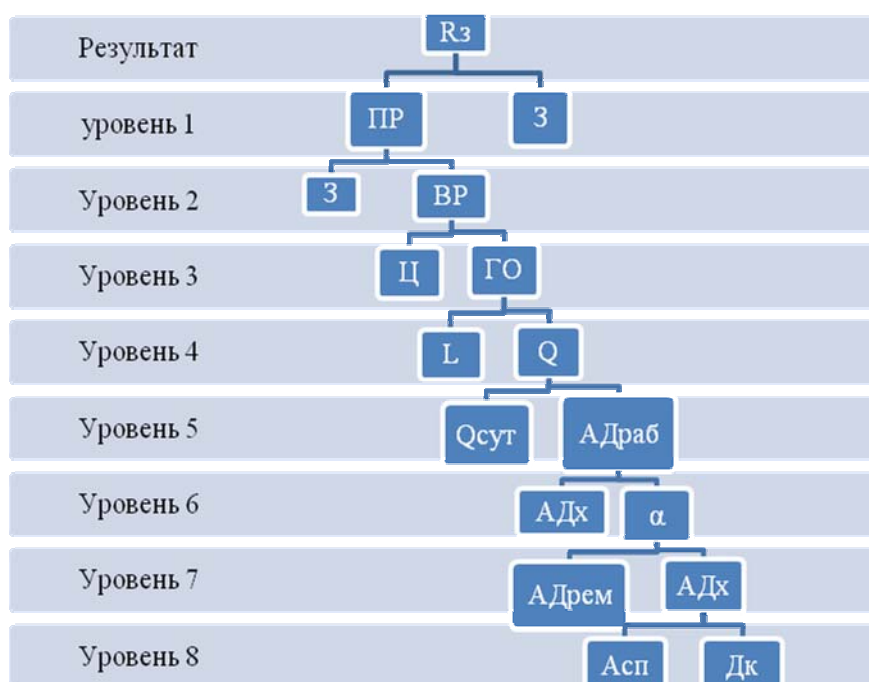 Результат
Rз
уровень 1
ПР
З
Уровень 2
З
ВР
Уровень 3
Ц
ГО
Уровень 4
L
Q
Уровень 5
Qсут
АДраб
Уровень 6
АДх
α
Уровень 7
АДрем
АДх
Уровень 8
Асп
Дк